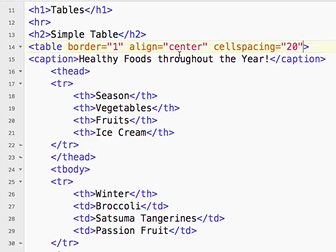 11 <h1>Tables</h1>
12 <hr>
13 <h2>Simple Table</h2>
14 <table border="1" align="center" cellspacing="20">
15 <caption>Healthy Foods throughout the Year!</caption>
16 <thead>
17 <tr>
18 <th>Season</th>
19 <th>Vegetables</th>
20 <th>Fruits</th>
21 <th>Ice Cream</th>
22 </tr>
23 </thead>
24 <tbody>
25 <tr>
26 <th>Winter</th>
27 <td>Broccoli</td>
28 <td>Satsuma Tangerines</td>
29 <td>Passion Fruit</td>
30 </tr>